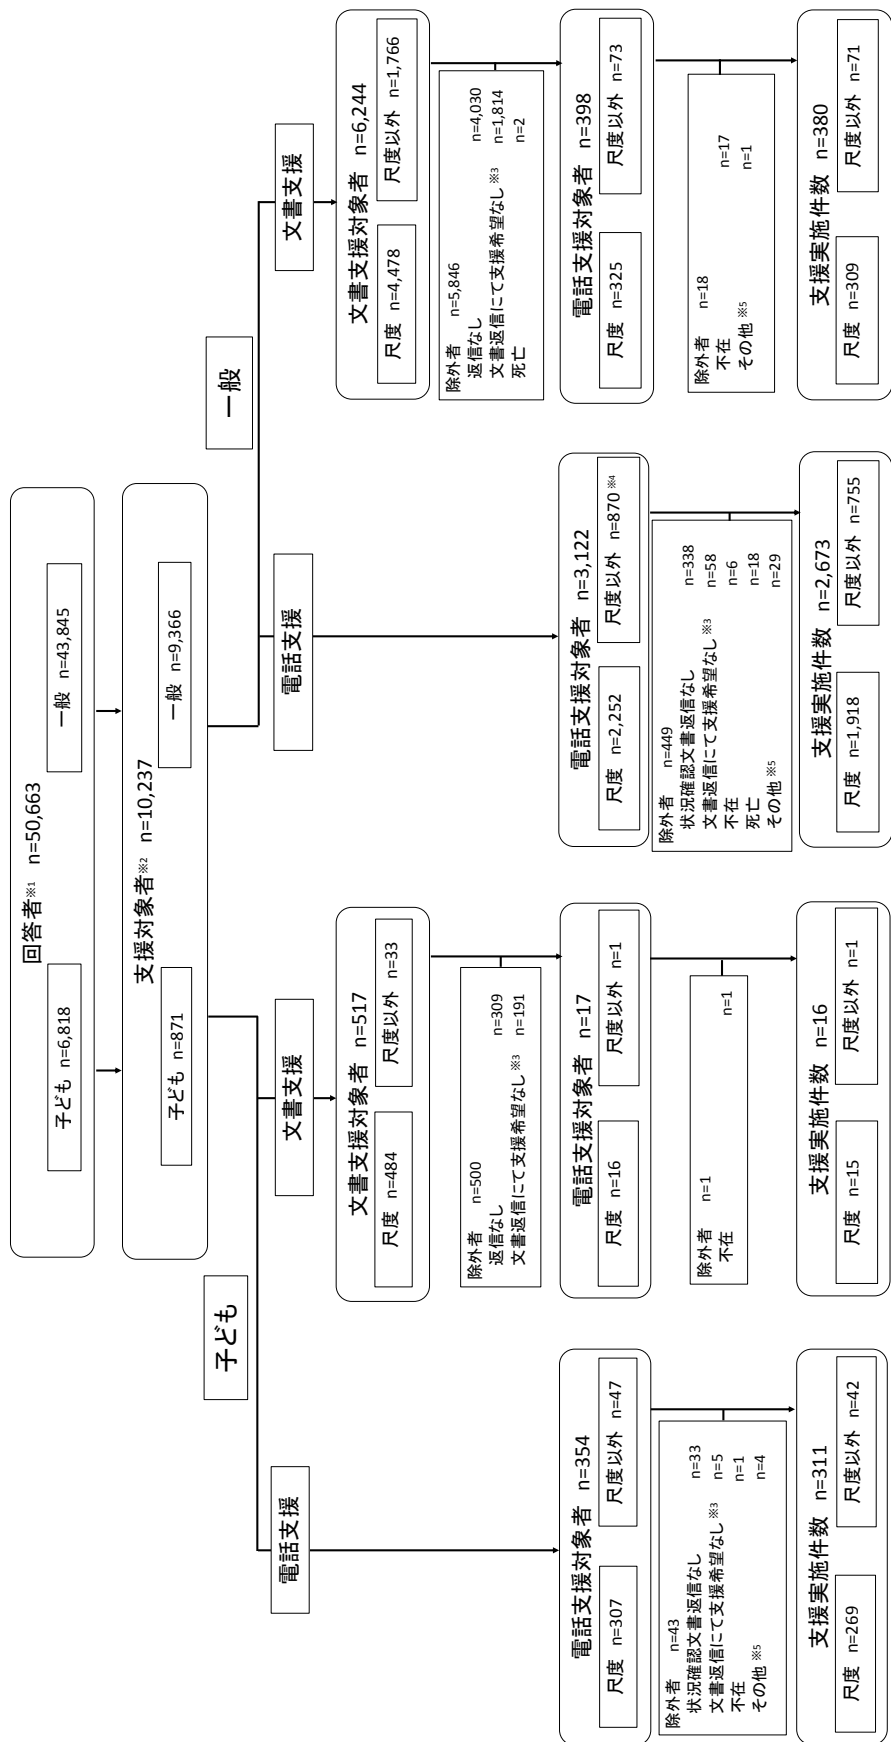 回答者※1 n=50,663
子ども n=6,818
一般 n=43,845
支援対象者※2 n=10,237
子ども n=871
一般 n=9,366
子ども
一般
電話支援
文書支援
電話支援
文書支援
電話支援対象者 n=354
尺度 n=307
尺度以外 n=47
除外者 n=43
状況確認文書返信なし n=33
文書返信にて支援希望なし※3 n=5
不在 n=1
その他※5 n=4
支援実施件数 n=311
尺度 n=269
尺度以外 n=42
文書支援対象者 n=517
尺度 n=484
尺度以外 n=33
除外者 n=500
返信なし n=309
文書返信にて支援希望なし※3 n=191
電話支援対象者 n=17
尺度 n=16
尺度以外 n=1
除外者 n=1
不在 n=1
支援実施件数 n=16
尺度 n=15
尺度以外 n=1
電話支援対象者 n=3,122
尺度 n=2,252
尺度以外 n=870※4
除外者 n=449
状況確認文書返信なし n=338
文書返信にて支援希望なし※3 n=58
不在 n=6
死亡 n=18
その他※5 n=29
支援実施件数 n=2,673
尺度 n=1,918
尺度以外 n=755
文書支援対象者 n=6,244
尺度 n=4,478
尺度以外 n=1,766
除外者 n=5,846
返信なし n=4,030
文書返信にて支援希望なし※3 n=1,814
死亡 n=2
電話支援対象者 n=398
尺度 n=325
尺度以外 n=73
除外者 n=18
不在 n=17
その他※5 n=1
支援実施件数 n=380
尺度 n=309
尺度以外 n=71